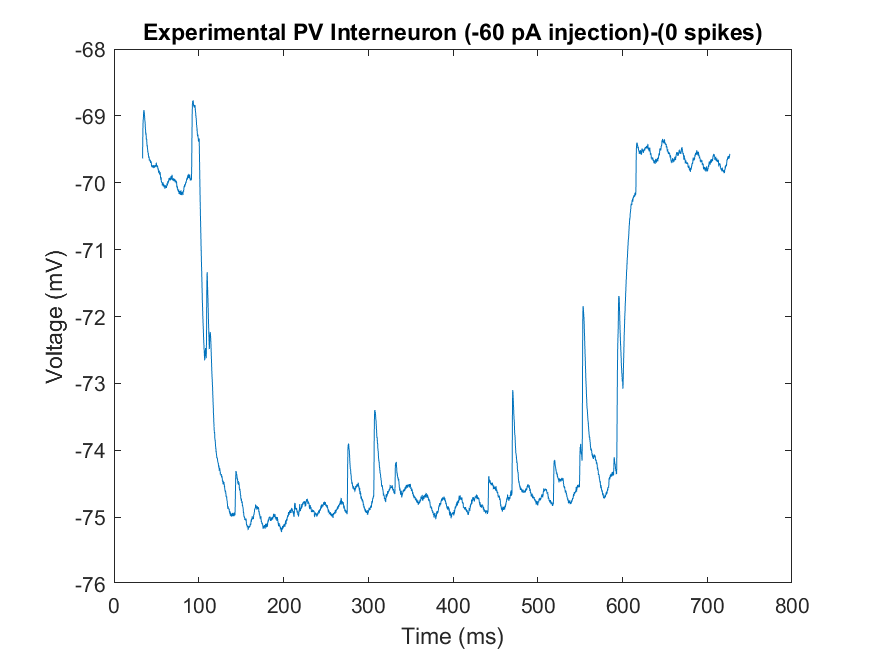 Experimental PV Interneuron (-60 pA injection)-(0 spikes)
-68
-69
-70
-71
-72
-73
-74
-75
-76
Voltage (mV)
0 100 200 300 400 500 600 700 800
Time (ms)